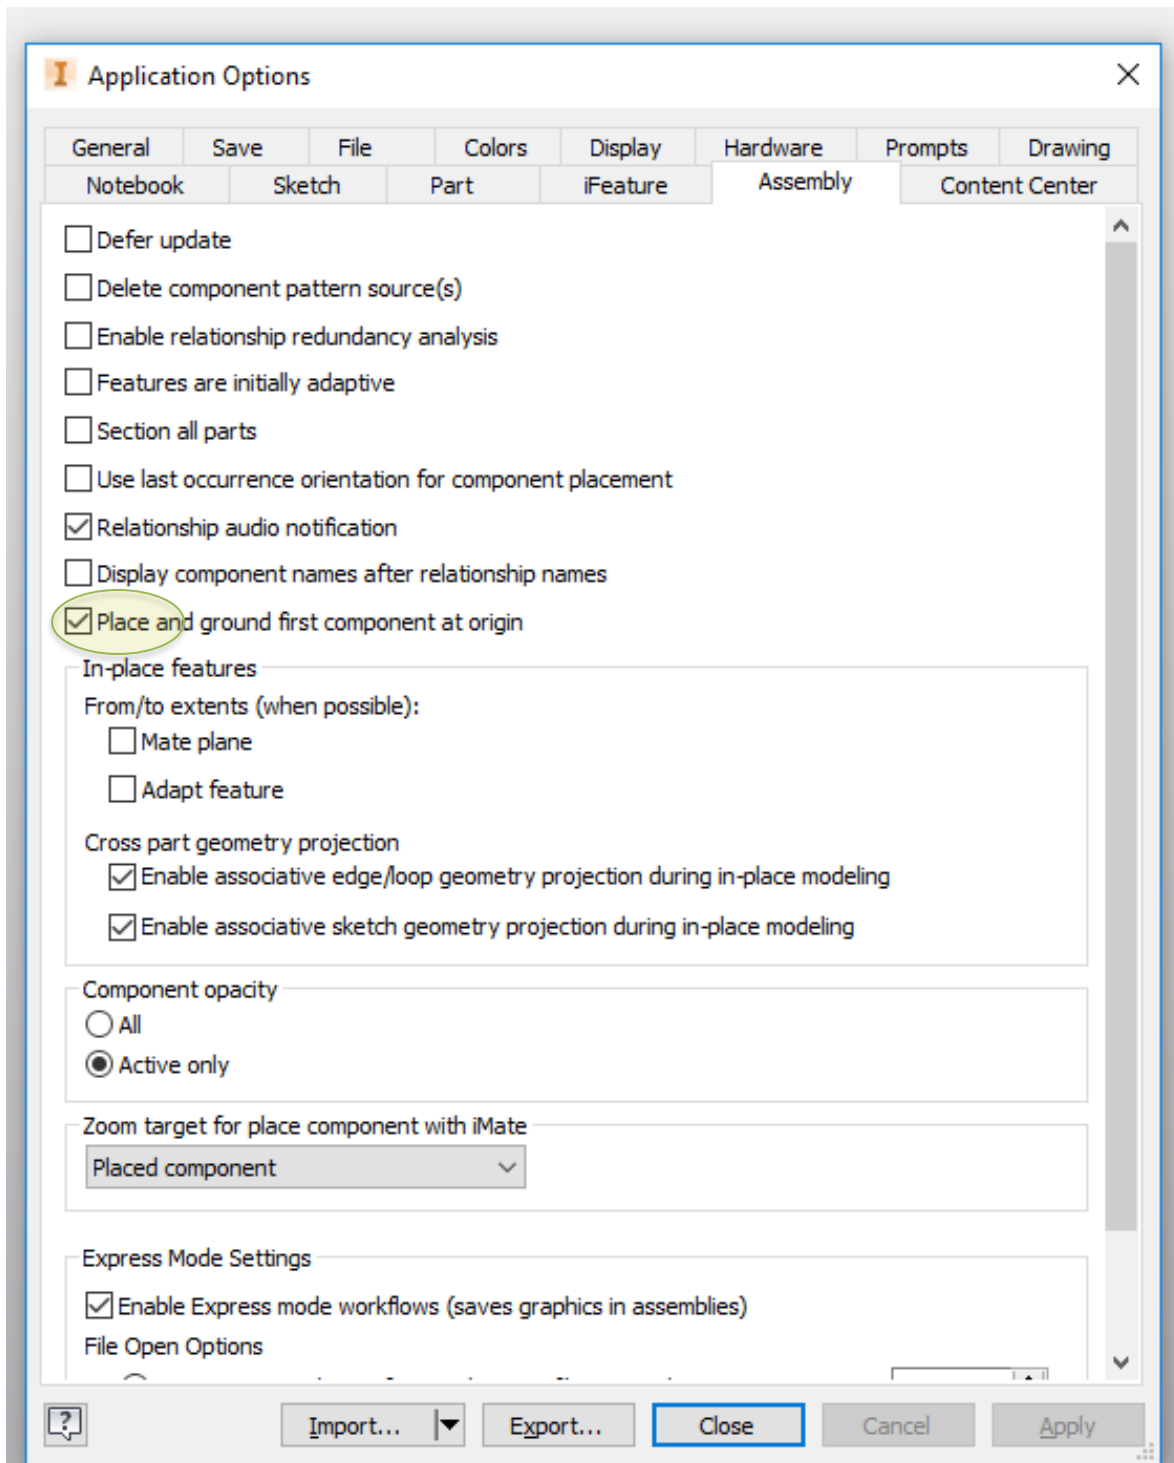 Application Options
General Save File Colors Display Hardware Prompts Drawing
Notebook Sketch Part iFeature Assembly Content Center
Defer update
Delete component pattern source(s)
Enable relationship redundancy analysis
Features are initially adaptive
Section all parts
Use last occurrence orientation for component placement
Relationship audio notification
Display component names after relationship names
Place and ground first component at origin
In-place features
From/to extents (when possible):
Mate plane
Adapt feature
Cross part geometry projection
Enable associative edge/loop geometry projection during in-place modeling
Enable associative sketch geometry projection during in-place modeling
Component opacity
All
Active only
Zoom target for place component with iMate
Placed component
Express Mode Settings
Enable Express mode workflows (saves graphics in assemblies)
File Open Options
? Import... Export... Close Cancel Apply